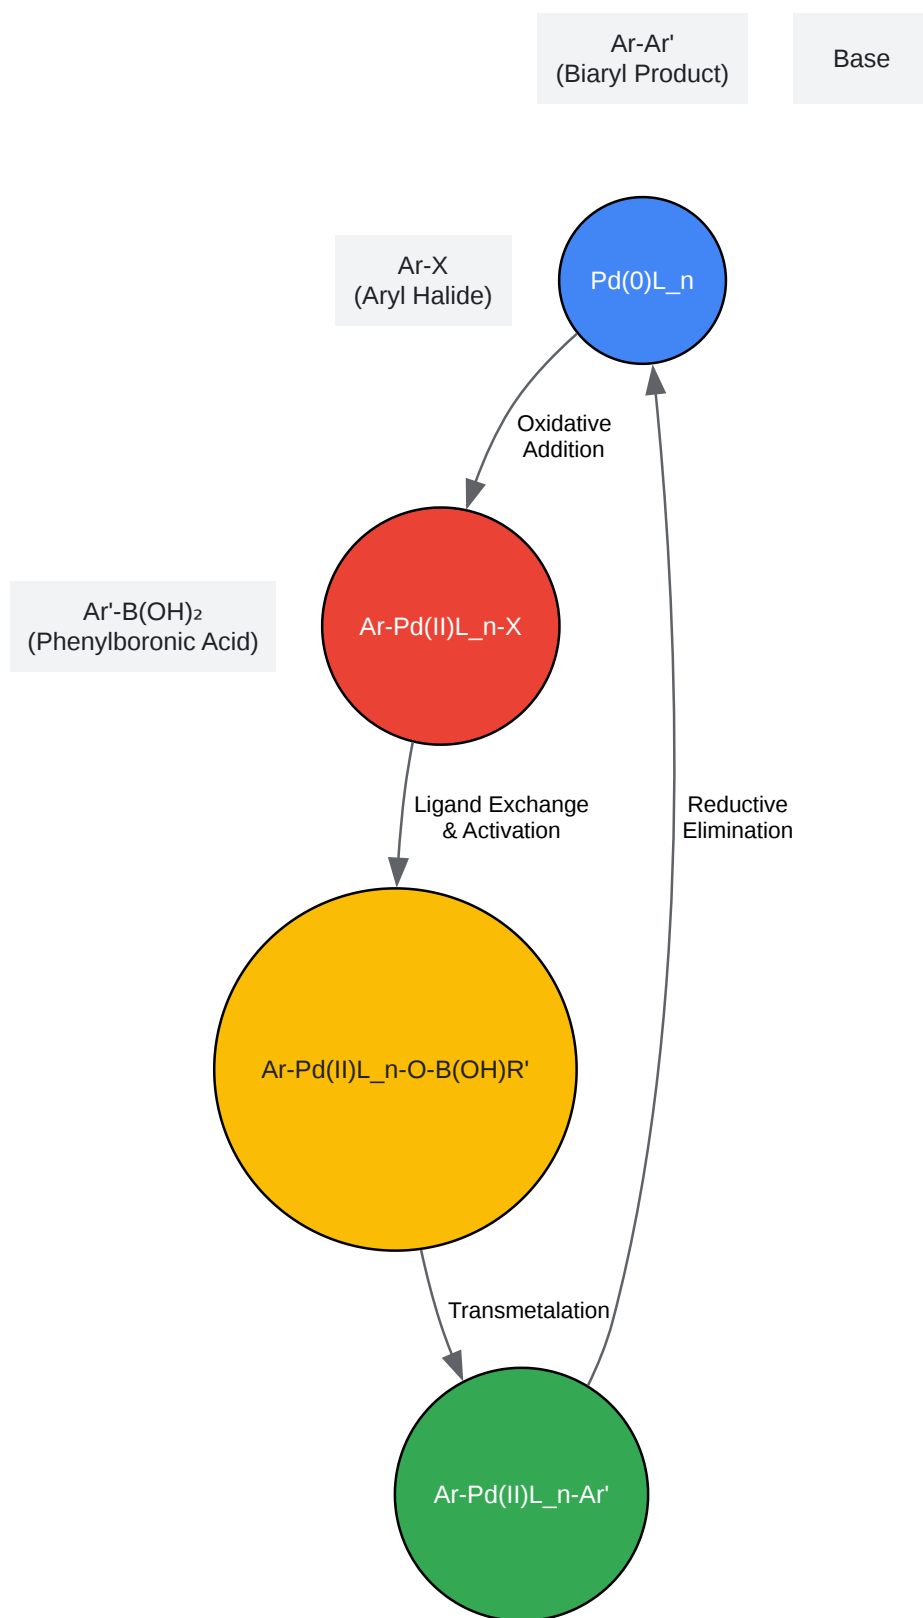 Ar-Ar'
(Biaryl Product)
Base
Ar-X
(Aryl Halide)
Pd(0)L_n
Oxidative
Addition
Ar'-B(OH)₂
(Phenylboronic Acid)
Ar-Pd(II)L_n-X
Ligand Exchange
& Activation
Reductive
Elimination
Ar-Pd(II)L_n-O-B(OH)R'
Transmetalation
Ar-Pd(II)L_n-Ar'